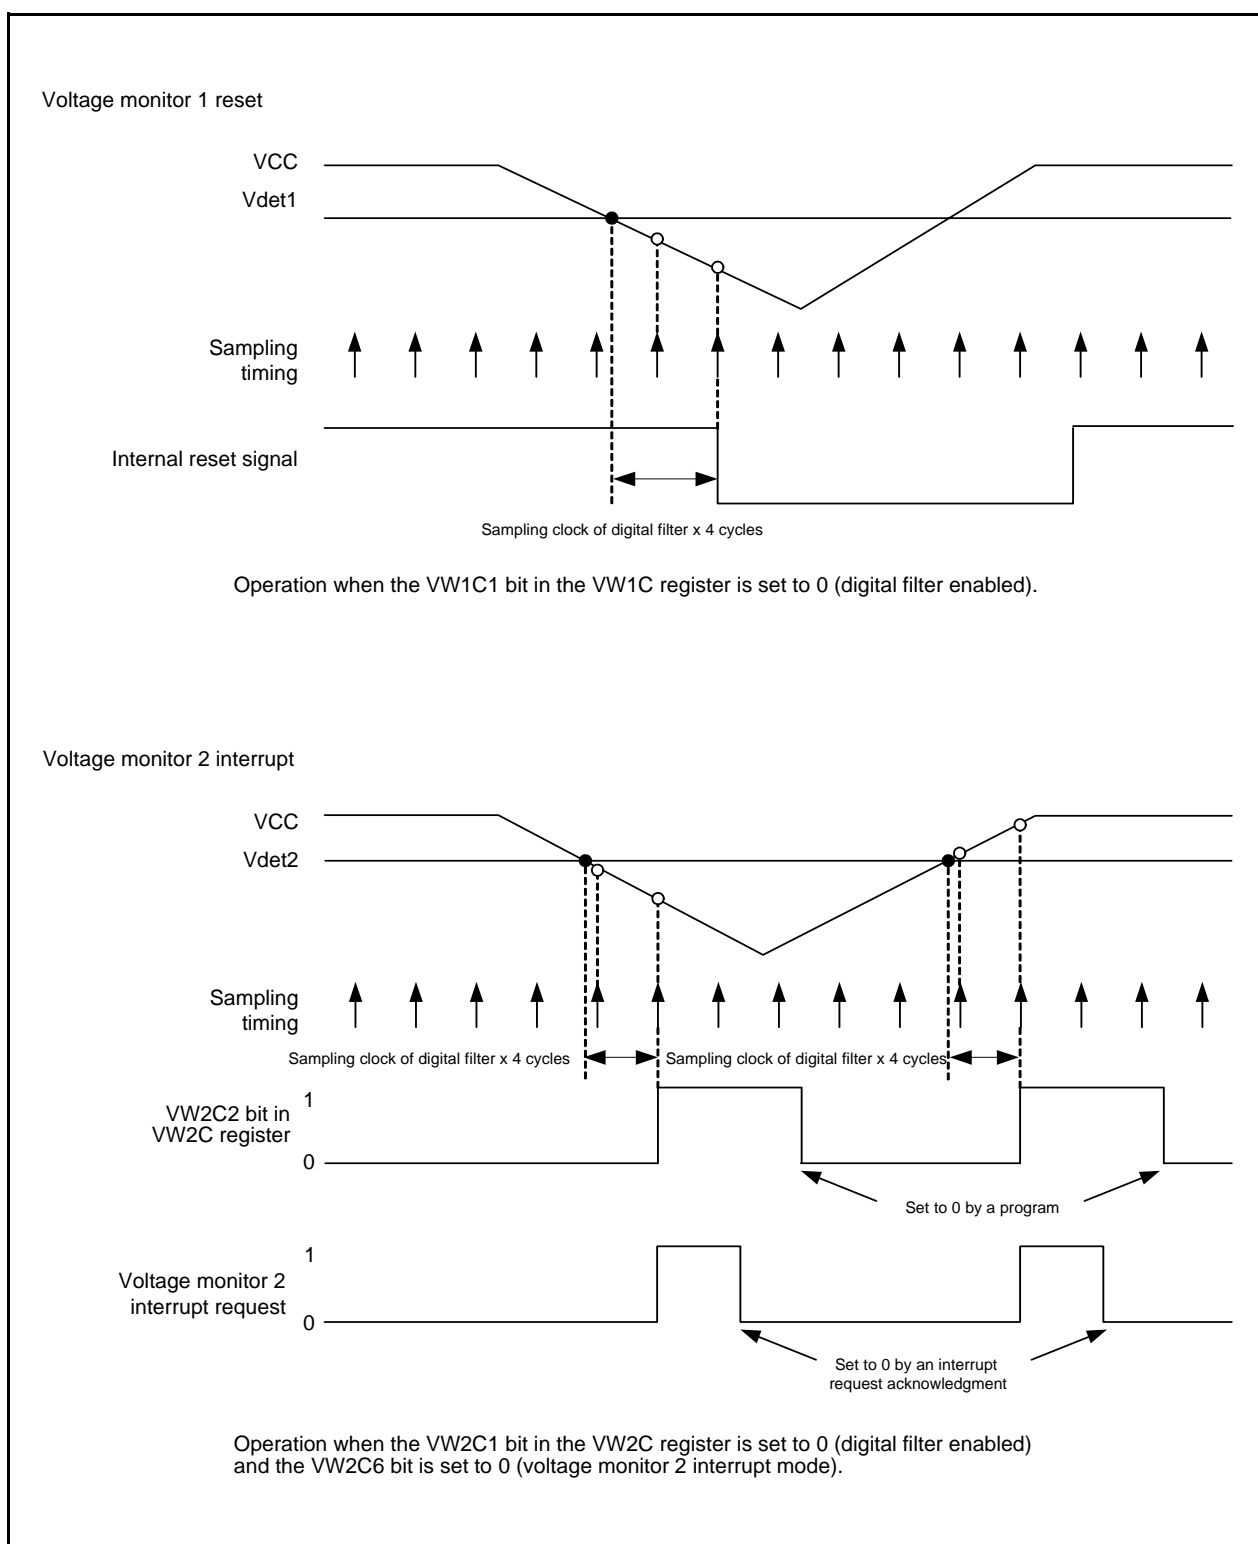 Voltage monitor 1 reset
VCC
Vdet1
Sampling
timing
Internal reset signal
Sampling clock of digital filter x 4 cycles
Operation when the VW1C1 bit in the VW1C register is set to 0 (digital filter enabled).
Voltage monitor 2 interrupt
VCC
Vdet2
Sampling
timing
Sampling clock of digital filter x 4 cycles
Sampling clock of digital filter x 4 cycles
1
VW2C2 bit in
VW2C register
0
Set to 0 by a program
1
Voltage monitor 2
interrupt request
0
Set to 0 by an interrupt
request acknowledgment
Operation when the VW2C1 bit in the VW2C register is set to 0 (digital filter enabled)
and the VW2C6 bit is set to 0 (voltage monitor 2 interrupt mode).